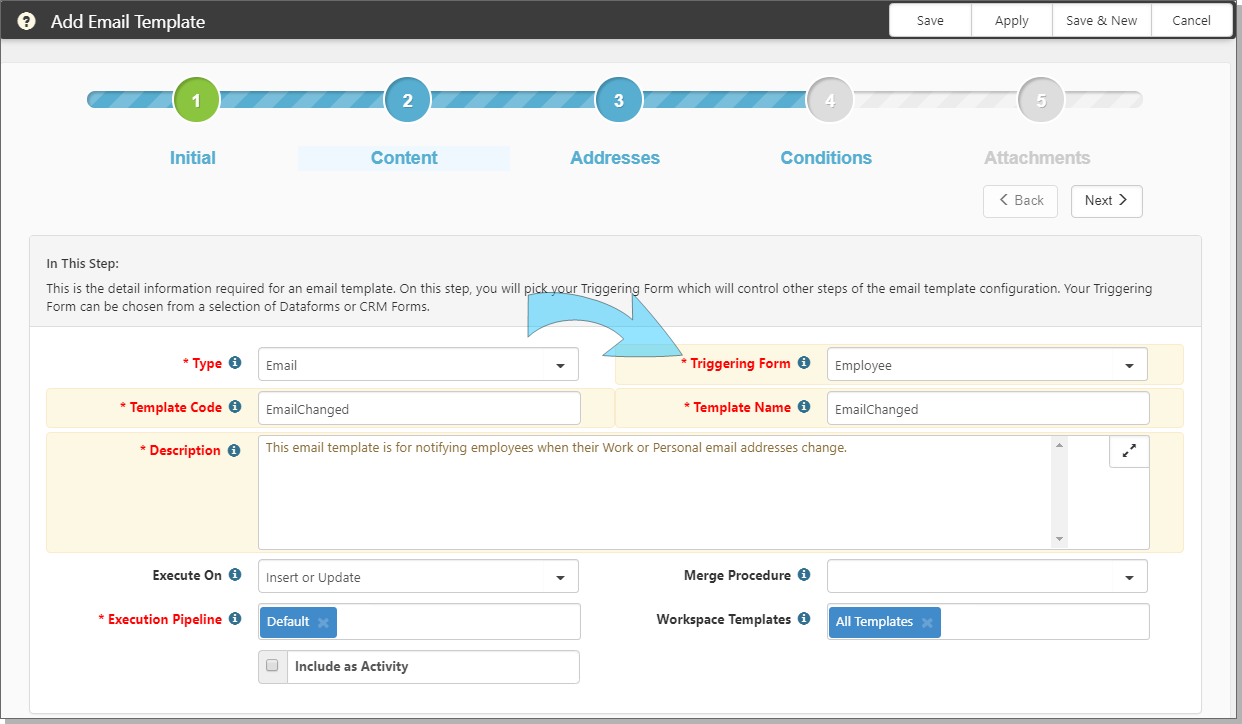 ? Add Email Template Save Apply Save & New Cancel
1 2 3 4 5
Initial Content Addresses Conditions Attachments
Back Next
In This Step:
This is the detail information required for an email template. On this step, you will pick your Triggering Form which will control other steps of the email template configuration. Your Triggering
Form can be chosen from a selection of Dataforms or CRM Forms.
* Type i Email * Triggering Form i Employee
* Template Code i EmailChanged * Template Name i EmailChanged
* Description i This email template is for notifying employees when their Work or Personal email addresses change.
Execute On i Insert or Update Merge Procedure i
* Execution Pipeline i Default × Workspace Templates i All Templates ×
Include as Activity